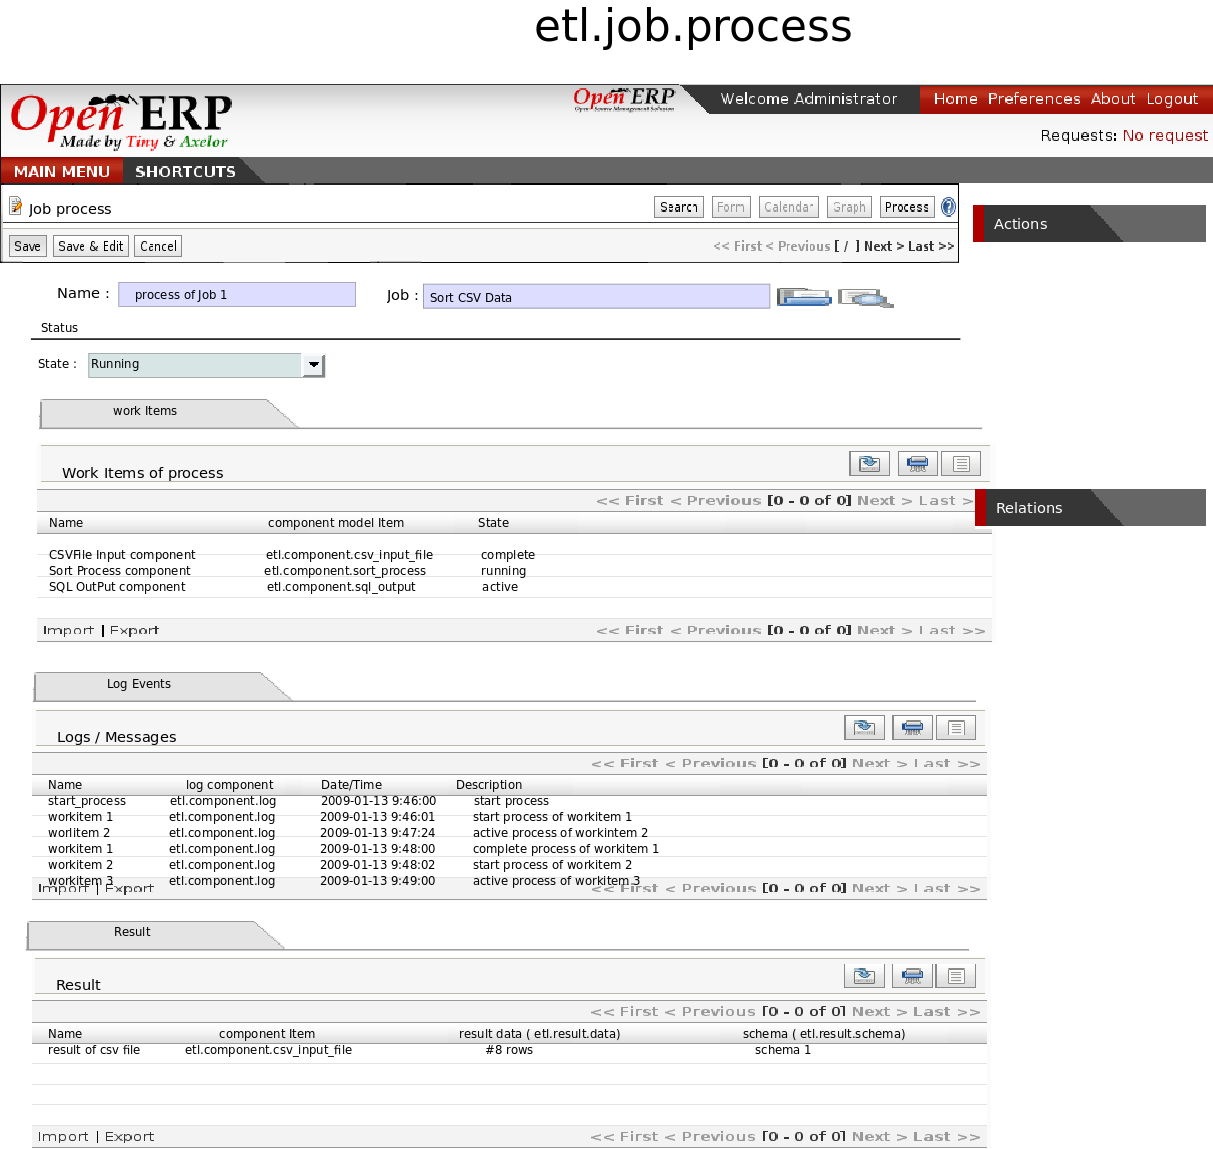 etl.job.process
Open ERP
Made by Tiny & Axelor
Open ERP
Open Source Management Solution
Welcome Administrator
Home Preferences About Logout
Requests: No request
MAIN MENU SHORTCUTS
Job process
Search Form Calendar Graph Process ?
Actions
Save Save & Edit Cancel
<< First < Previous [ / ] Next > Last >>
Name : process of Job 1 Job : Sort CSV Data
Status
State : Running
work Items
Work Items of process
<< First < Previous [0 - 0 of 0] Next > Last >
Relations
Name component model Item State
CSVFile Input component etl.component.csv_input_file complete
Sort Process component etl.component.sort_process running
SQL OutPut component etl.component.sql_output active
Import | Export << First < Previous [0 - 0 of 0] Next > Last >>
Log Events
Logs / Messages
<< First < Previous [0 - 0 of 0] Next > Last >>
Name log component Date/Time Description
start_process etl.component.log 2009-01-13 9:46:00 start process
workitem 1 etl.component.log 2009-01-13 9:46:01 start process of workitem 1
worlitem 2 etl.component.log 2009-01-13 9:47:24 active process of workintem 2
workitem 1 etl.component.log 2009-01-13 9:48:00 complete process of workitem 1
workitem 2 etl.component.log 2009-01-13 9:48:02 start process of workitem 2
workitem 3 etl.component.log 2009-01-13 9:49:00 active process of workitem 3
Import | Export << First < Previous [0 - 0 of 0] Next > Last >>
Result
Result
<< First < Previous [0 - 0 of 0] Next > Last >>
Name component Item result data ( etl.result.data) schema ( etl.result.schema)
result of csv file etl.component.csv_input_file #8 rows schema 1
Import | Export << First < Previous [0 - 0 of 0] Next > Last >>